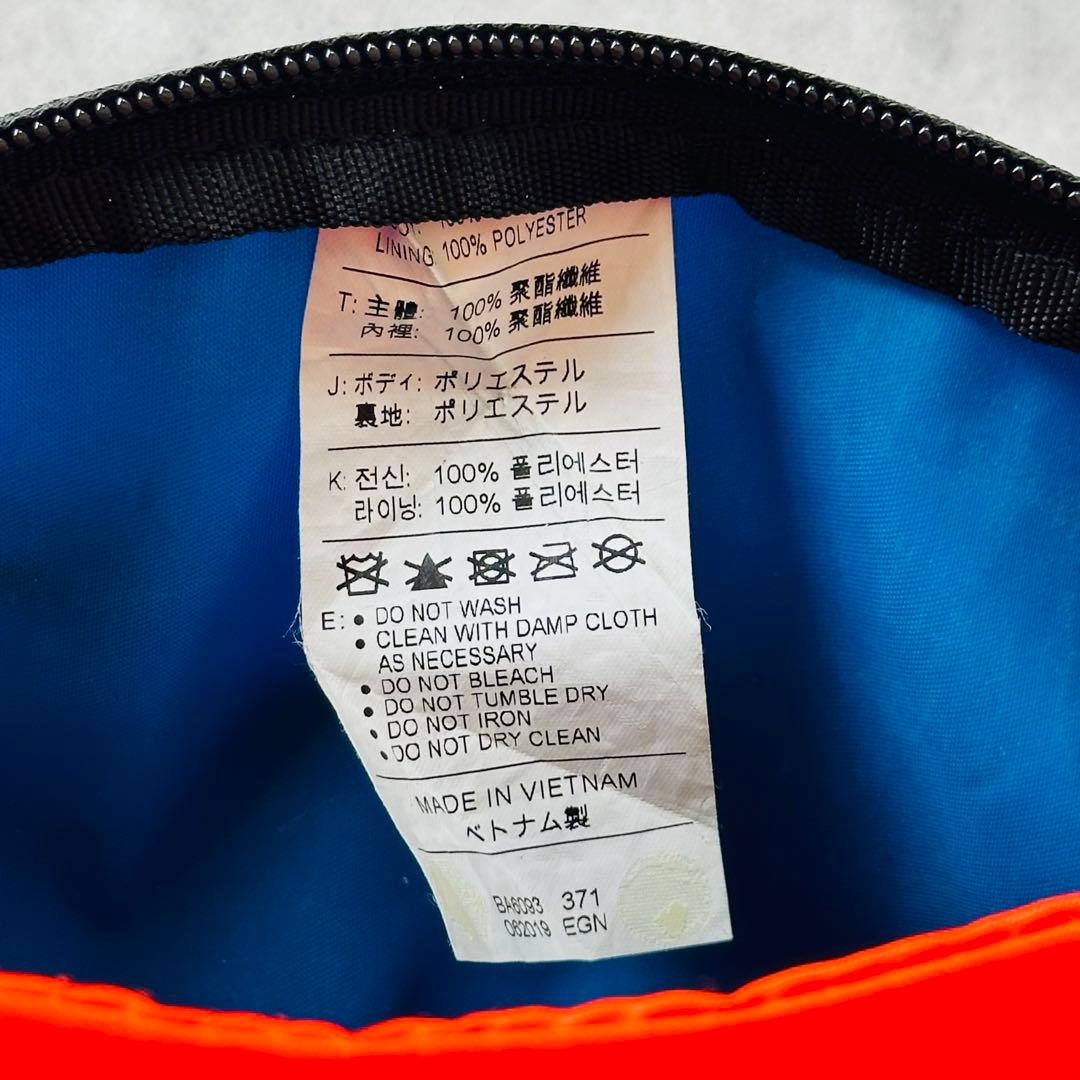 LINING: 100% POLYESTER
T: 主體: 100% 聚酯纖維
內裡: 100% 聚酯纖維
J: ボディ: ポリエステル
裏地: ポリエステル
K: 전신: 100% 폴리에스터
라이닝: 100% 폴리에스터
E: • DO NOT WASH
• CLEAN WITH DAMP CLOTH
AS NECESSARY
• DO NOT BLEACH
• DO NOT TUMBLE DRY
• DO NOT IRON
• DO NOT DRY CLEAN
MADE IN VIETNAM
ベトナム製
BA6093 371
062019 EGN